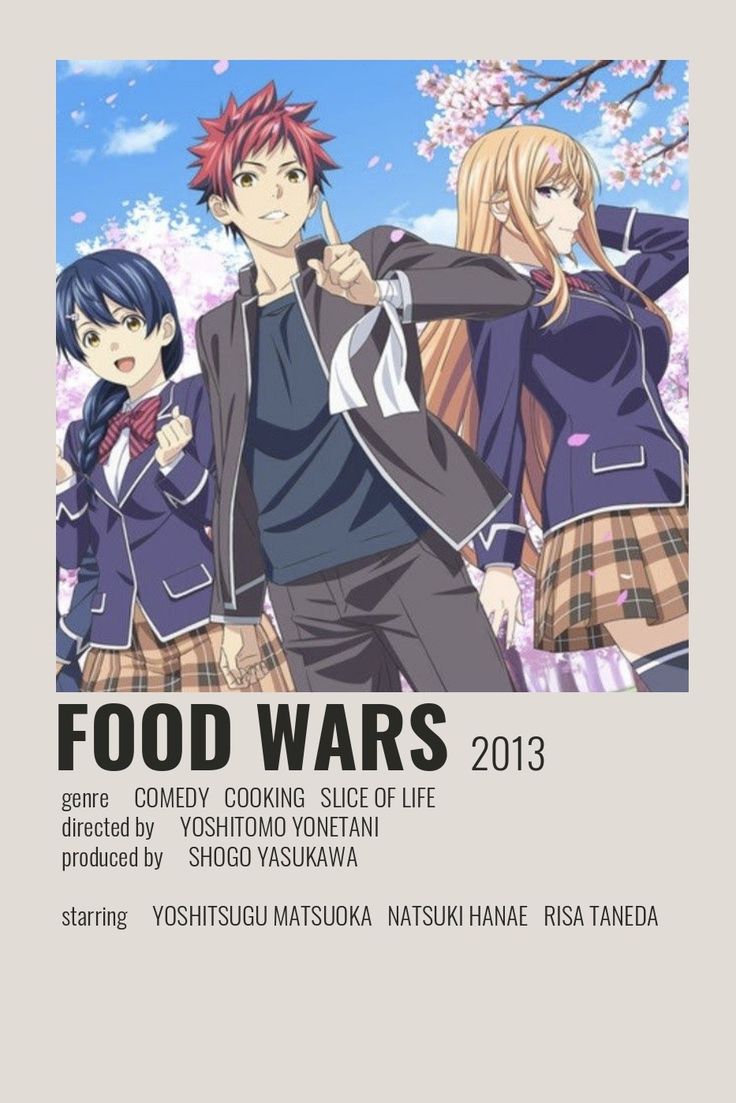 FOOD WARS 2013
genre COMEDY COOKING SLICE OF LIFE
directed by YOSHITOMO YONETANI
produced by SHOGO YASUKAWA
starring YOSHITSUGU MATSUOKA NATSUKI HANAE RISA TANEDA